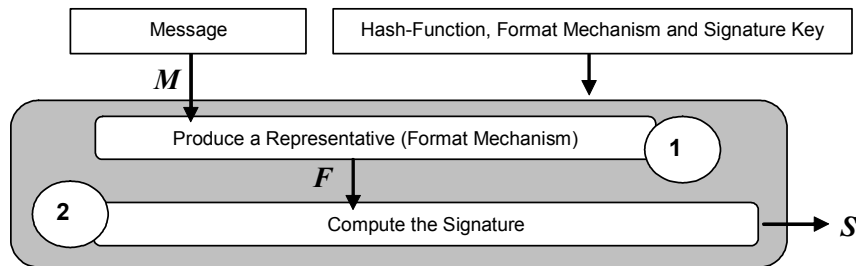 Message
Hash-Function, Format Mechanism and Signature Key
M
Produce a Representative (Format Mechanism)
1
F
2
Compute the Signature
S